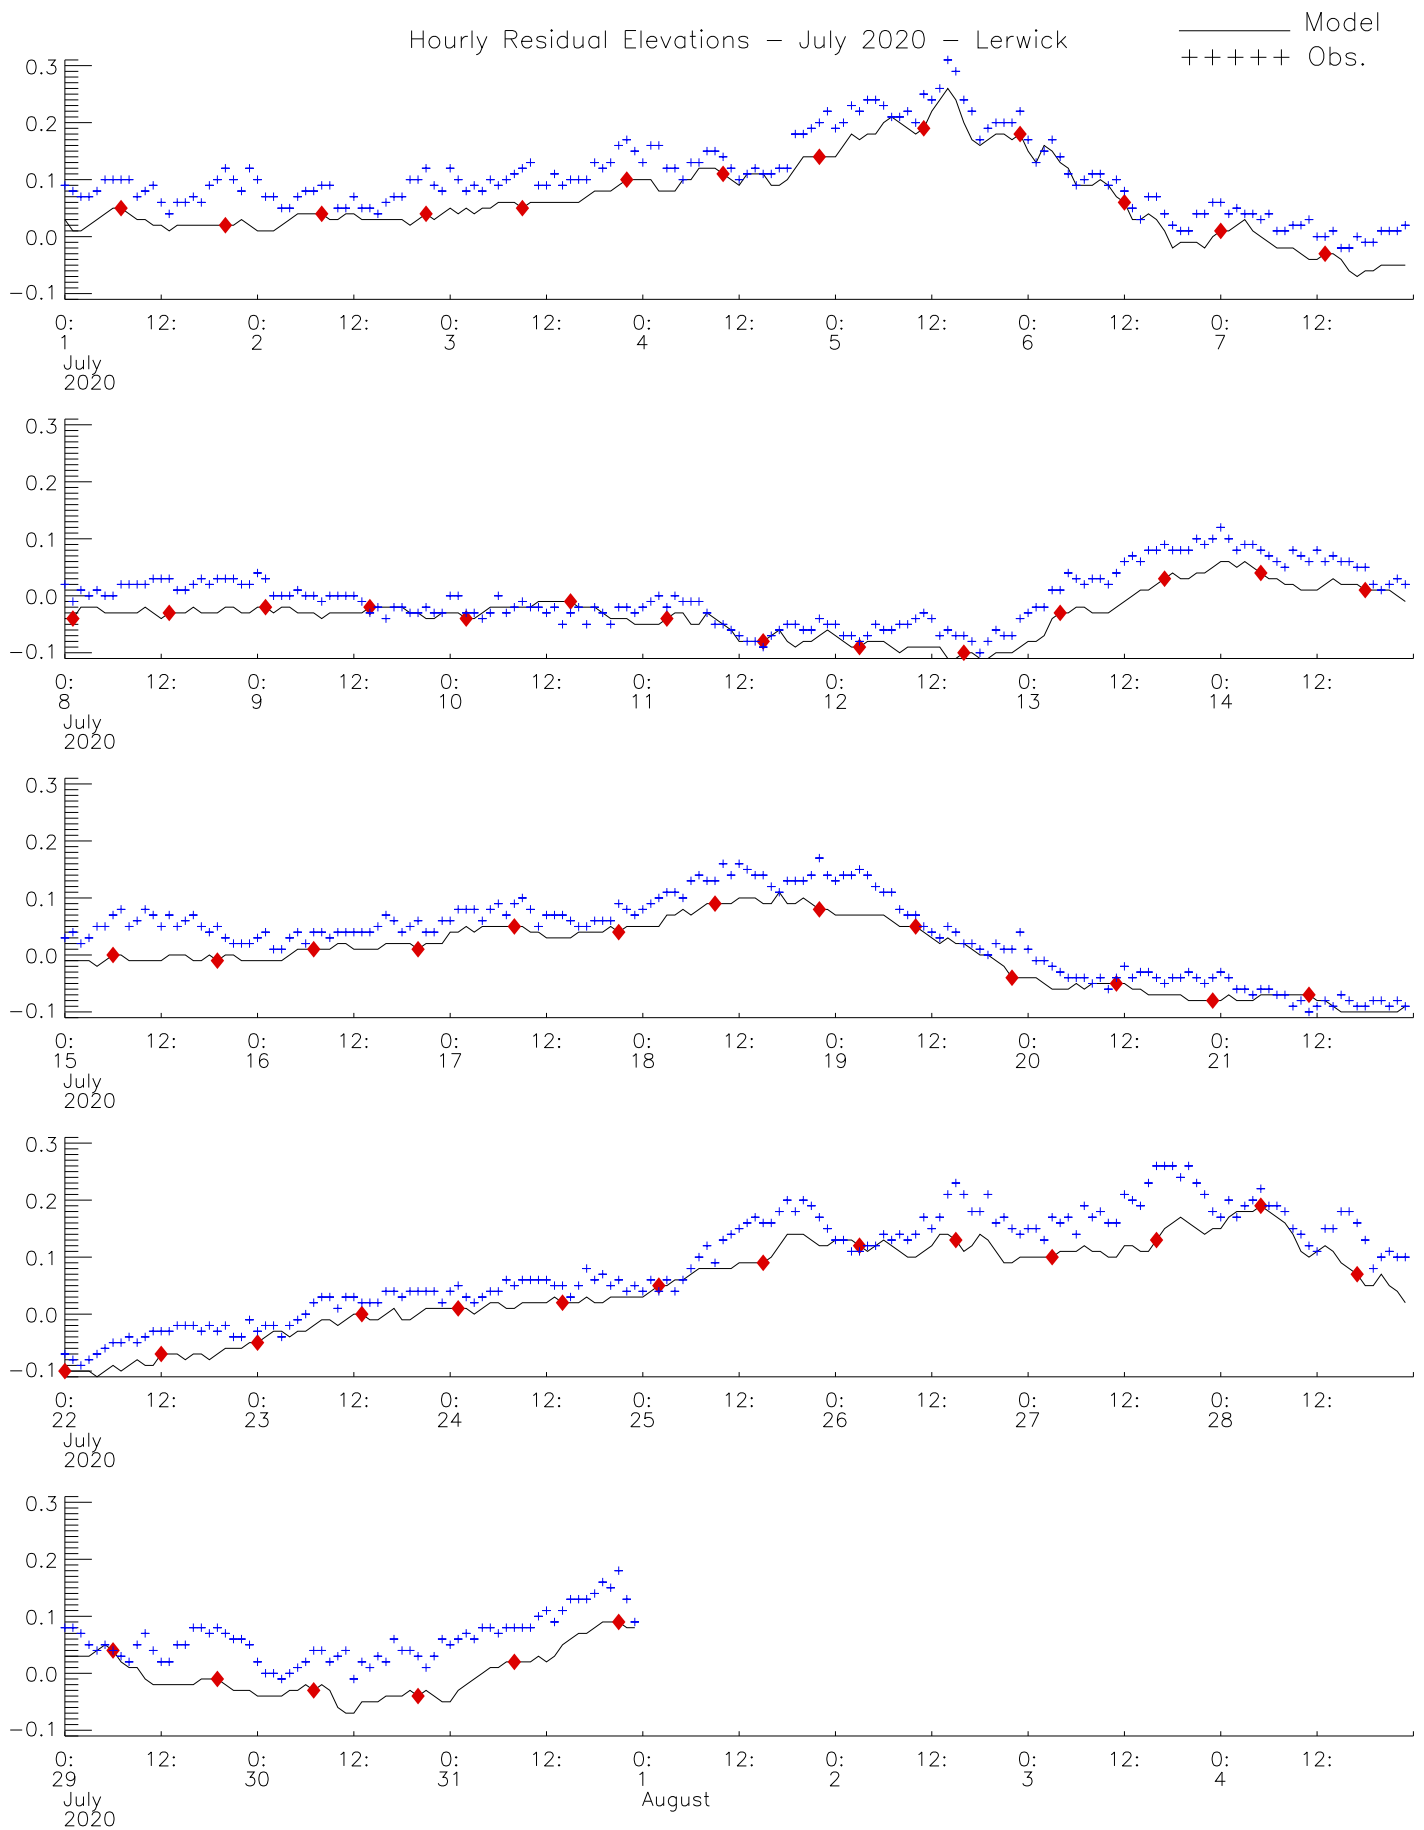 Hourly Residual Elevations – July 2020 – Lerwick
Model
+++++ Obs.
0.3
0.2
0.1
0.0
−0.1
0: 12: 0: 12: 0: 12: 0: 12: 0: 12: 0: 12: 0: 12:
1 2 3 4 5 6 7
July
2020
0.3
0.2
0.1
0.0
−0.1
0: 12: 0: 12: 0: 12: 0: 12: 0: 12: 0: 12: 0: 12:
8 9 10 11 12 13 14
July
2020
0.3
0.2
0.1
0.0
−0.1
0: 12: 0: 12: 0: 12: 0: 12: 0: 12: 0: 12: 0: 12:
15 16 17 18 19 20 21
July
2020
0.3
0.2
0.1
0.0
−0.1
0: 12: 0: 12: 0: 12: 0: 12: 0: 12: 0: 12: 0: 12:
22 23 24 25 26 27 28
July
2020
0.3
0.2
0.1
0.0
−0.1
0: 12: 0: 12: 0: 12: 0: 12: 0: 12: 0: 12: 0: 12:
29 30 31 1 2 3 4
July August
2020